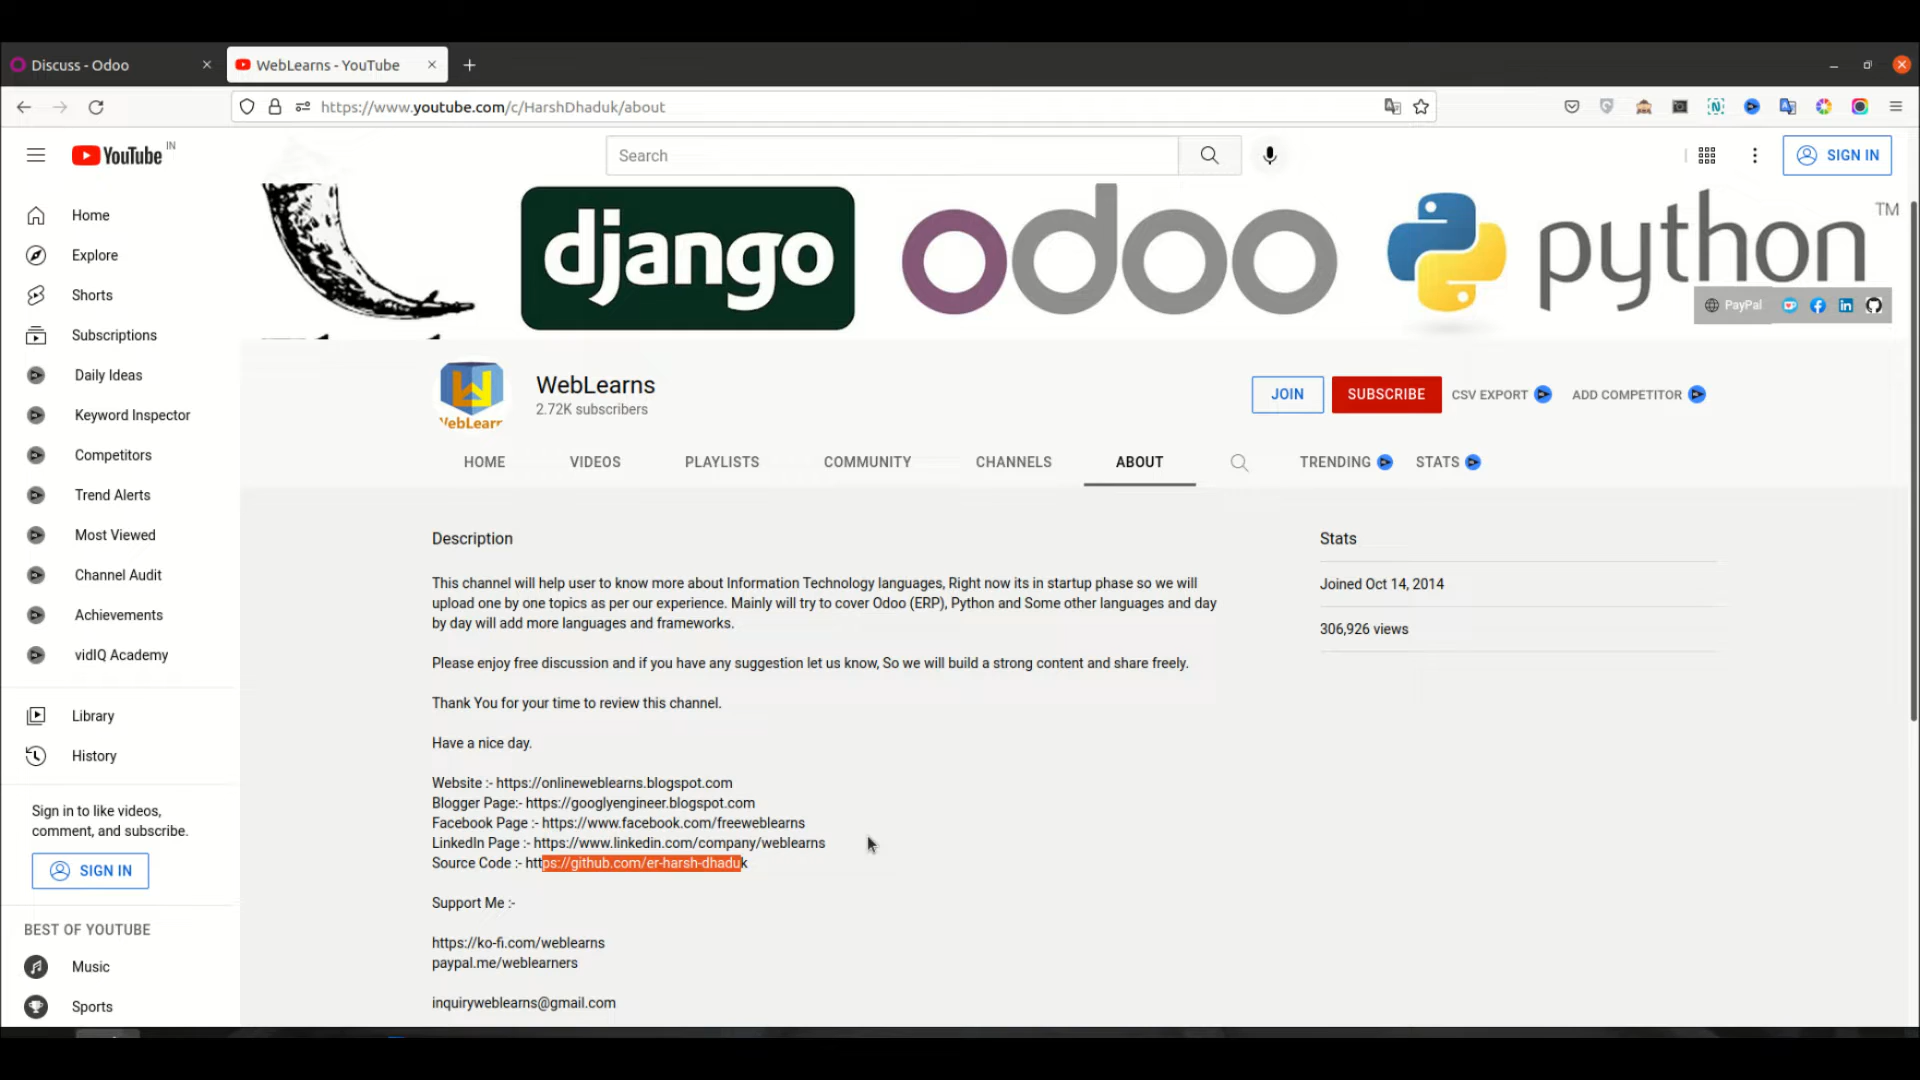 Discuss - Odoo
WebLearns - YouTube
https://www.youtube.com/c/HarshDhaduk/about
YouTube IN
Search
SIGN IN
Home
Explore
Shorts
Subscriptions
Daily Ideas
Keyword Inspector
Competitors
Trend Alerts
Most Viewed
Channel Audit
Achievements
vidIQ Academy
Library
History
Sign in to like videos,
comment, and subscribe.
SIGN IN
BEST OF YOUTUBE
Music
Sports
django
odoo
python TM
PayPal
WebLearns
2.72K subscribers
JOIN
SUBSCRIBE
CSV EXPORT
ADD COMPETITOR
HOME
VIDEOS
PLAYLISTS
COMMUNITY
CHANNELS
ABOUT
TRENDING
STATS
Description
This channel will help user to know more about Information Technology languages, Right now its in startup phase so we will
upload one by one topics as per our experience. Mainly will try to cover Odoo (ERP), Python and Some other languages and day
by day will add more languages and frameworks.
Please enjoy free discussion and if you have any suggestion let us know, So we will build a strong content and share freely.
Thank You for your time to review this channel.
Have a nice day.
Website :- https://onlineweblearns.blogspot.com
Blogger Page:- https://googlyengineer.blogspot.com
Facebook Page :- https://www.facebook.com/freeweblearns
LinkedIn Page :- https://www.linkedin.com/company/weblearns
Source Code :- https://github.com/er-harsh-dhaduk
Support Me :-
https://ko-fi.com/weblearns
paypal.me/weblearners
inquiryweblearns@gmail.com
Stats
Joined Oct 14, 2014
306,926 views